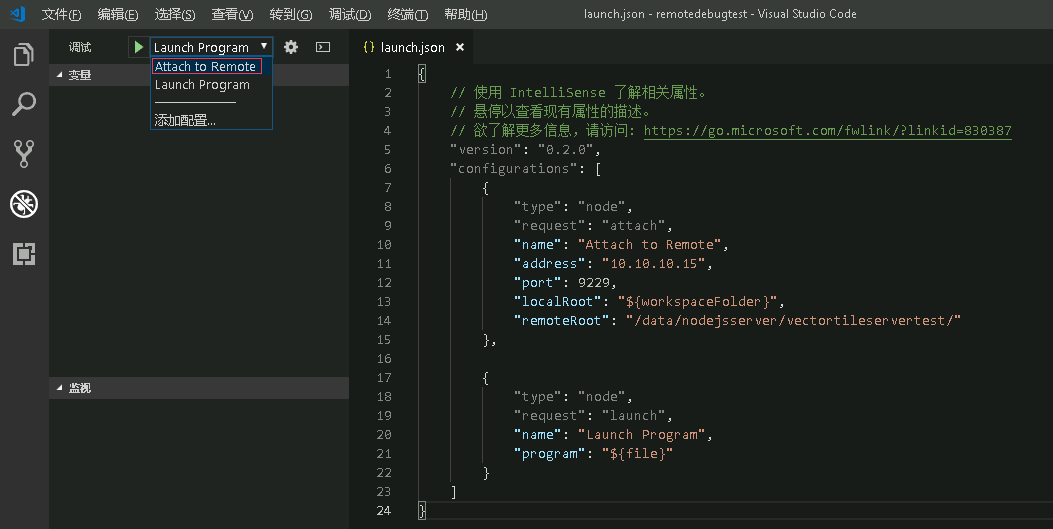 文件(F) 编辑(E) 选择(S) 查看(V) 转到(G) 调试(D) 终端(T) 帮助(H) launch.json - remotedebugtest - Visual Studio Code
调试 Launch Program
Attach to Remote
Launch Program
添加配置...
变量
监视
{} launch.json ×
1 {
2 // 使用 IntelliSense 了解相关属性。
3 // 悬停以查看现有属性的描述。
4 // 欲了解更多信息，请访问: https://go.microsoft.com/fwlink/?linkid=830387
5 "version": "0.2.0",
6 "configurations": [
7 {
8 "type": "node",
9 "request": "attach",
10 "name": "Attach to Remote",
11 "address": "10.10.10.15",
12 "port": 9229,
13 "localRoot": "${workspaceFolder}",
14 "remoteRoot": "/data/nodejsserver/vectortileservertest/"
15 },
16
17 {
18 "type": "node",
19 "request": "launch",
20 "name": "Launch Program",
21 "program": "${file}"
22 }
23 ]
24 }